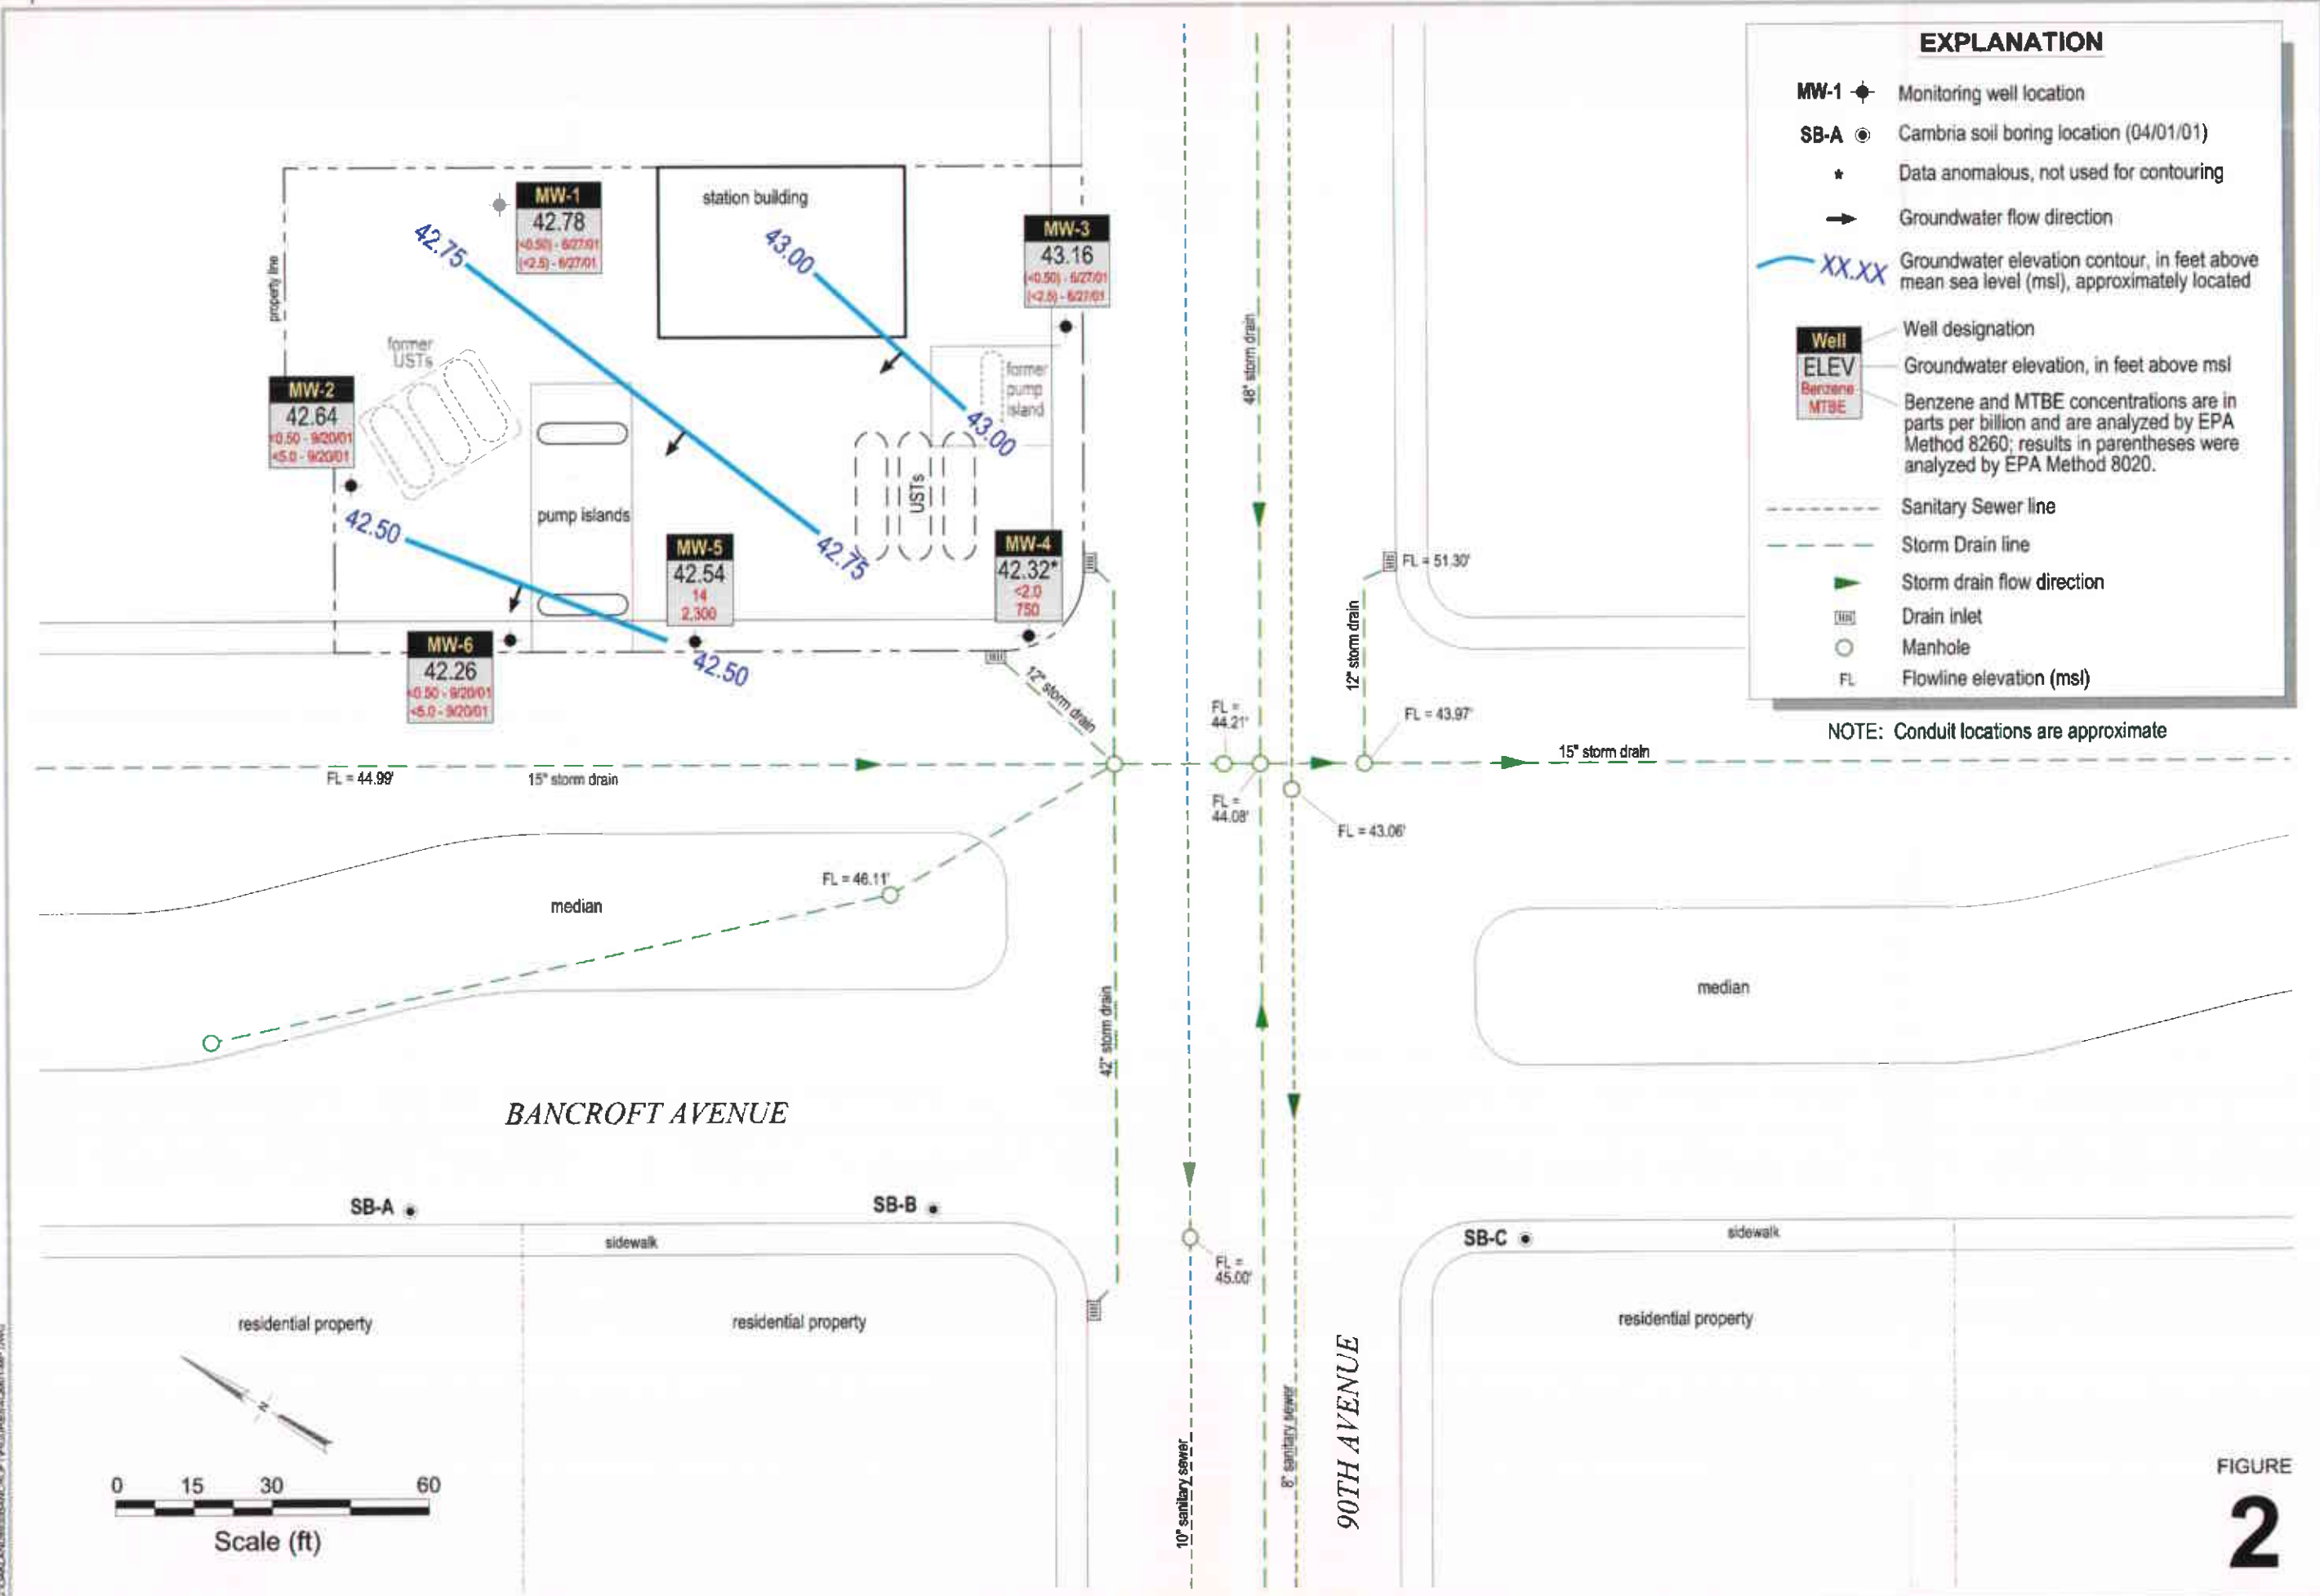 EXPLANATION
MW-1 Monitoring well location
SB-A Cambria soil boring location (04/01/01)
* Data anomalous, not used for contouring
Groundwater flow direction
XX.XX Groundwater elevation contour, in feet above
mean sea level (msl), approximately located
Well
ELEV
Benzene
MTBE
Well designation
Groundwater elevation, in feet above msl
Benzene and MTBE concentrations are in
parts per billion and are analyzed by EPA
Method 8260; results in parentheses were
analyzed by EPA Method 8020.
Sanitary Sewer line
Storm Drain line
Storm drain flow direction
Drain inlet
Manhole
FL Flowline elevation (msl)
NOTE: Conduit locations are approximate
property line
MW-1
42.78
(<0.50) - 6/27/01
(<2.5) - 6/27/01
station building
MW-3
43.16
(<0.50) - 6/27/01
(<2.5) - 6/27/01
42.75
43.00
former
USTs
MW-2
42.64
<0.50 - 9/20/01
<5.0 - 9/20/01
former
pump
island
43.00
USTs
pump islands
42.50
42.75
MW-5
42.54
14
2,300
MW-4
42.32*
<2.0
750
MW-6
42.26
<0.50 - 9/20/01
<5.0 - 9/20/01
42.50
48" storm drain
FL = 51.30'
12" storm drain
12" storm drain
FL =
44.21'
FL = 43.97'
FL = 44.99'
15" storm drain
15" storm drain
FL =
44.08'
FL = 43.06'
FL = 46.11'
median
median
42" storm drain
BANCROFT AVENUE
SB-A
SB-B
SB-C
sidewalk
sidewalk
FL =
45.00'
residential property
residential property
residential property
90TH AVENUE
10" sanitary sewer
8" sanitary sewer
N
0 15 30 60
Scale (ft)
FIGURE
2